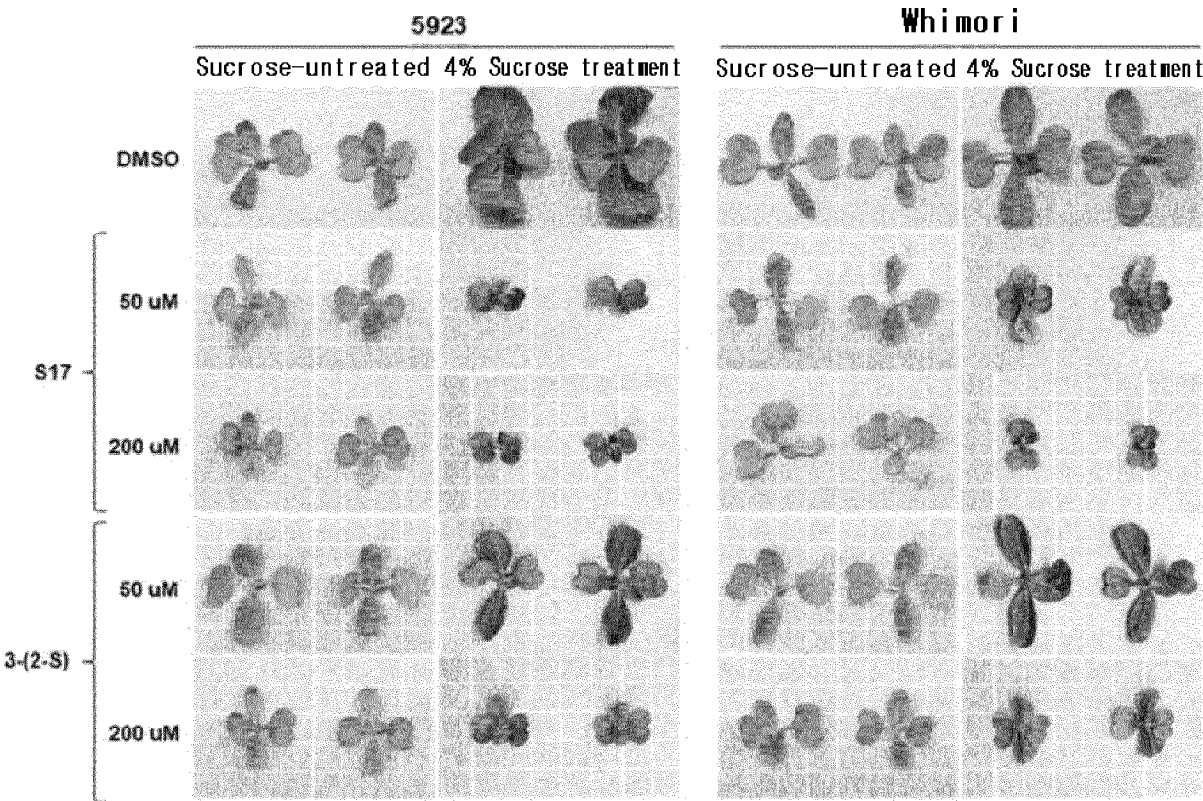 5923 Whimori
Sucrose-untreated 4% Sucrose treatment Sucrose-untreated 4% Sucrose treatment
DMSO
50 uM
S17
200 uM
50 uM
3-(2-S)
200 uM